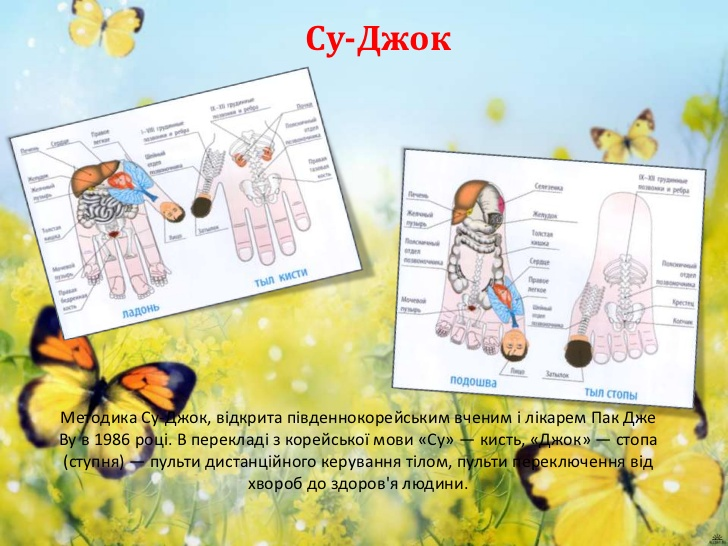 Су-Джок
Печень
Сердце
Правое
легкое
I-VIII грудинные
позвонки и ребра
IX-XII грудинные
позвонки и ребра
Почки
Желудок
Желчный
пузырь
Шейный
отдел
позвоночника
Поясничный
отдел
позвоночника
Правая
тазовая
кость
Толстая
кишка
Мочевой
пузырь
Правая
бедренная
кость
Лицо
Затылок
ЛАДОНЬ
ТЫЛ КИСТИ
Печень
Желчный
пузырь
Поясничный
отдел
позвоночника
Мочевой
пузырь
Селезенка
Желудок
Толстая
кишка
Сердце
Правое
легкое
Шейный
отдел
позвоночника
Лицо
Затылок
IX-XII грудинные
позвонки и ребра
Поясничный
отдел
позвоночника
Крестец
Копчик
ПОДОШВА
ТЫЛ СТОПЫ
Методика Су-Джок, відкрита південнокорейським вченим і лікарем Пак Дже
Ву в 1986 році. В перекладі з корейської мови «Су» — кисть, «Джок» — стопа
(ступня) — пульти дистанційного керування тілом, пульти переключення від
хвороб до здоров'я людини.